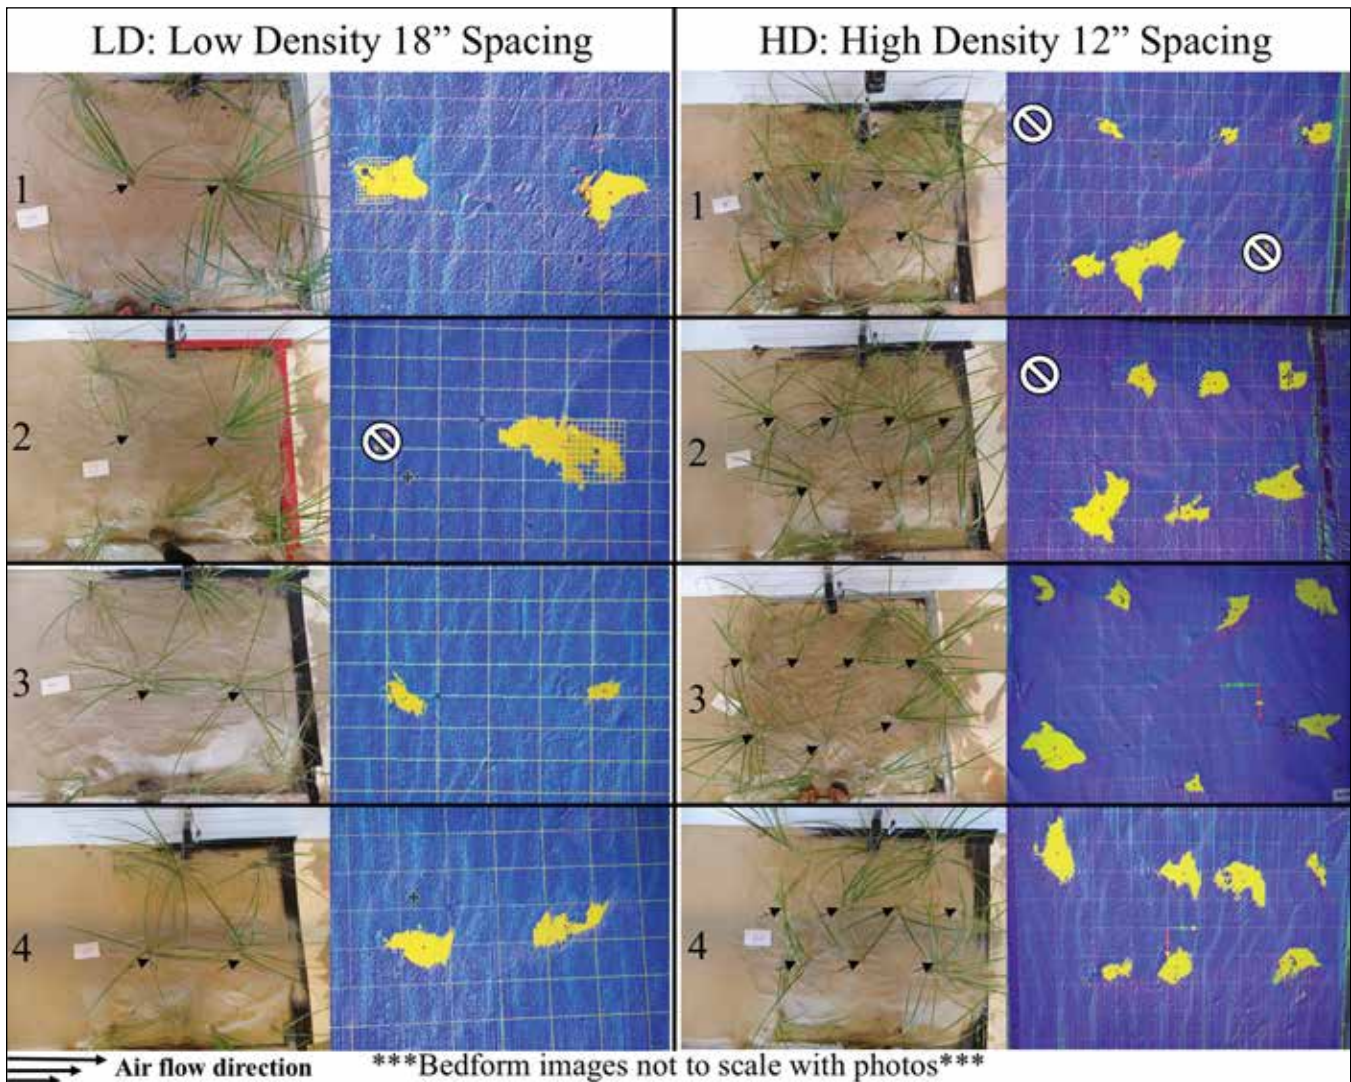 LD: Low Density 18” Spacing
HD: High Density 12” Spacing
1
1
2
2
3
3
4
4
Air flow direction
***Bedform images not to scale with photos***